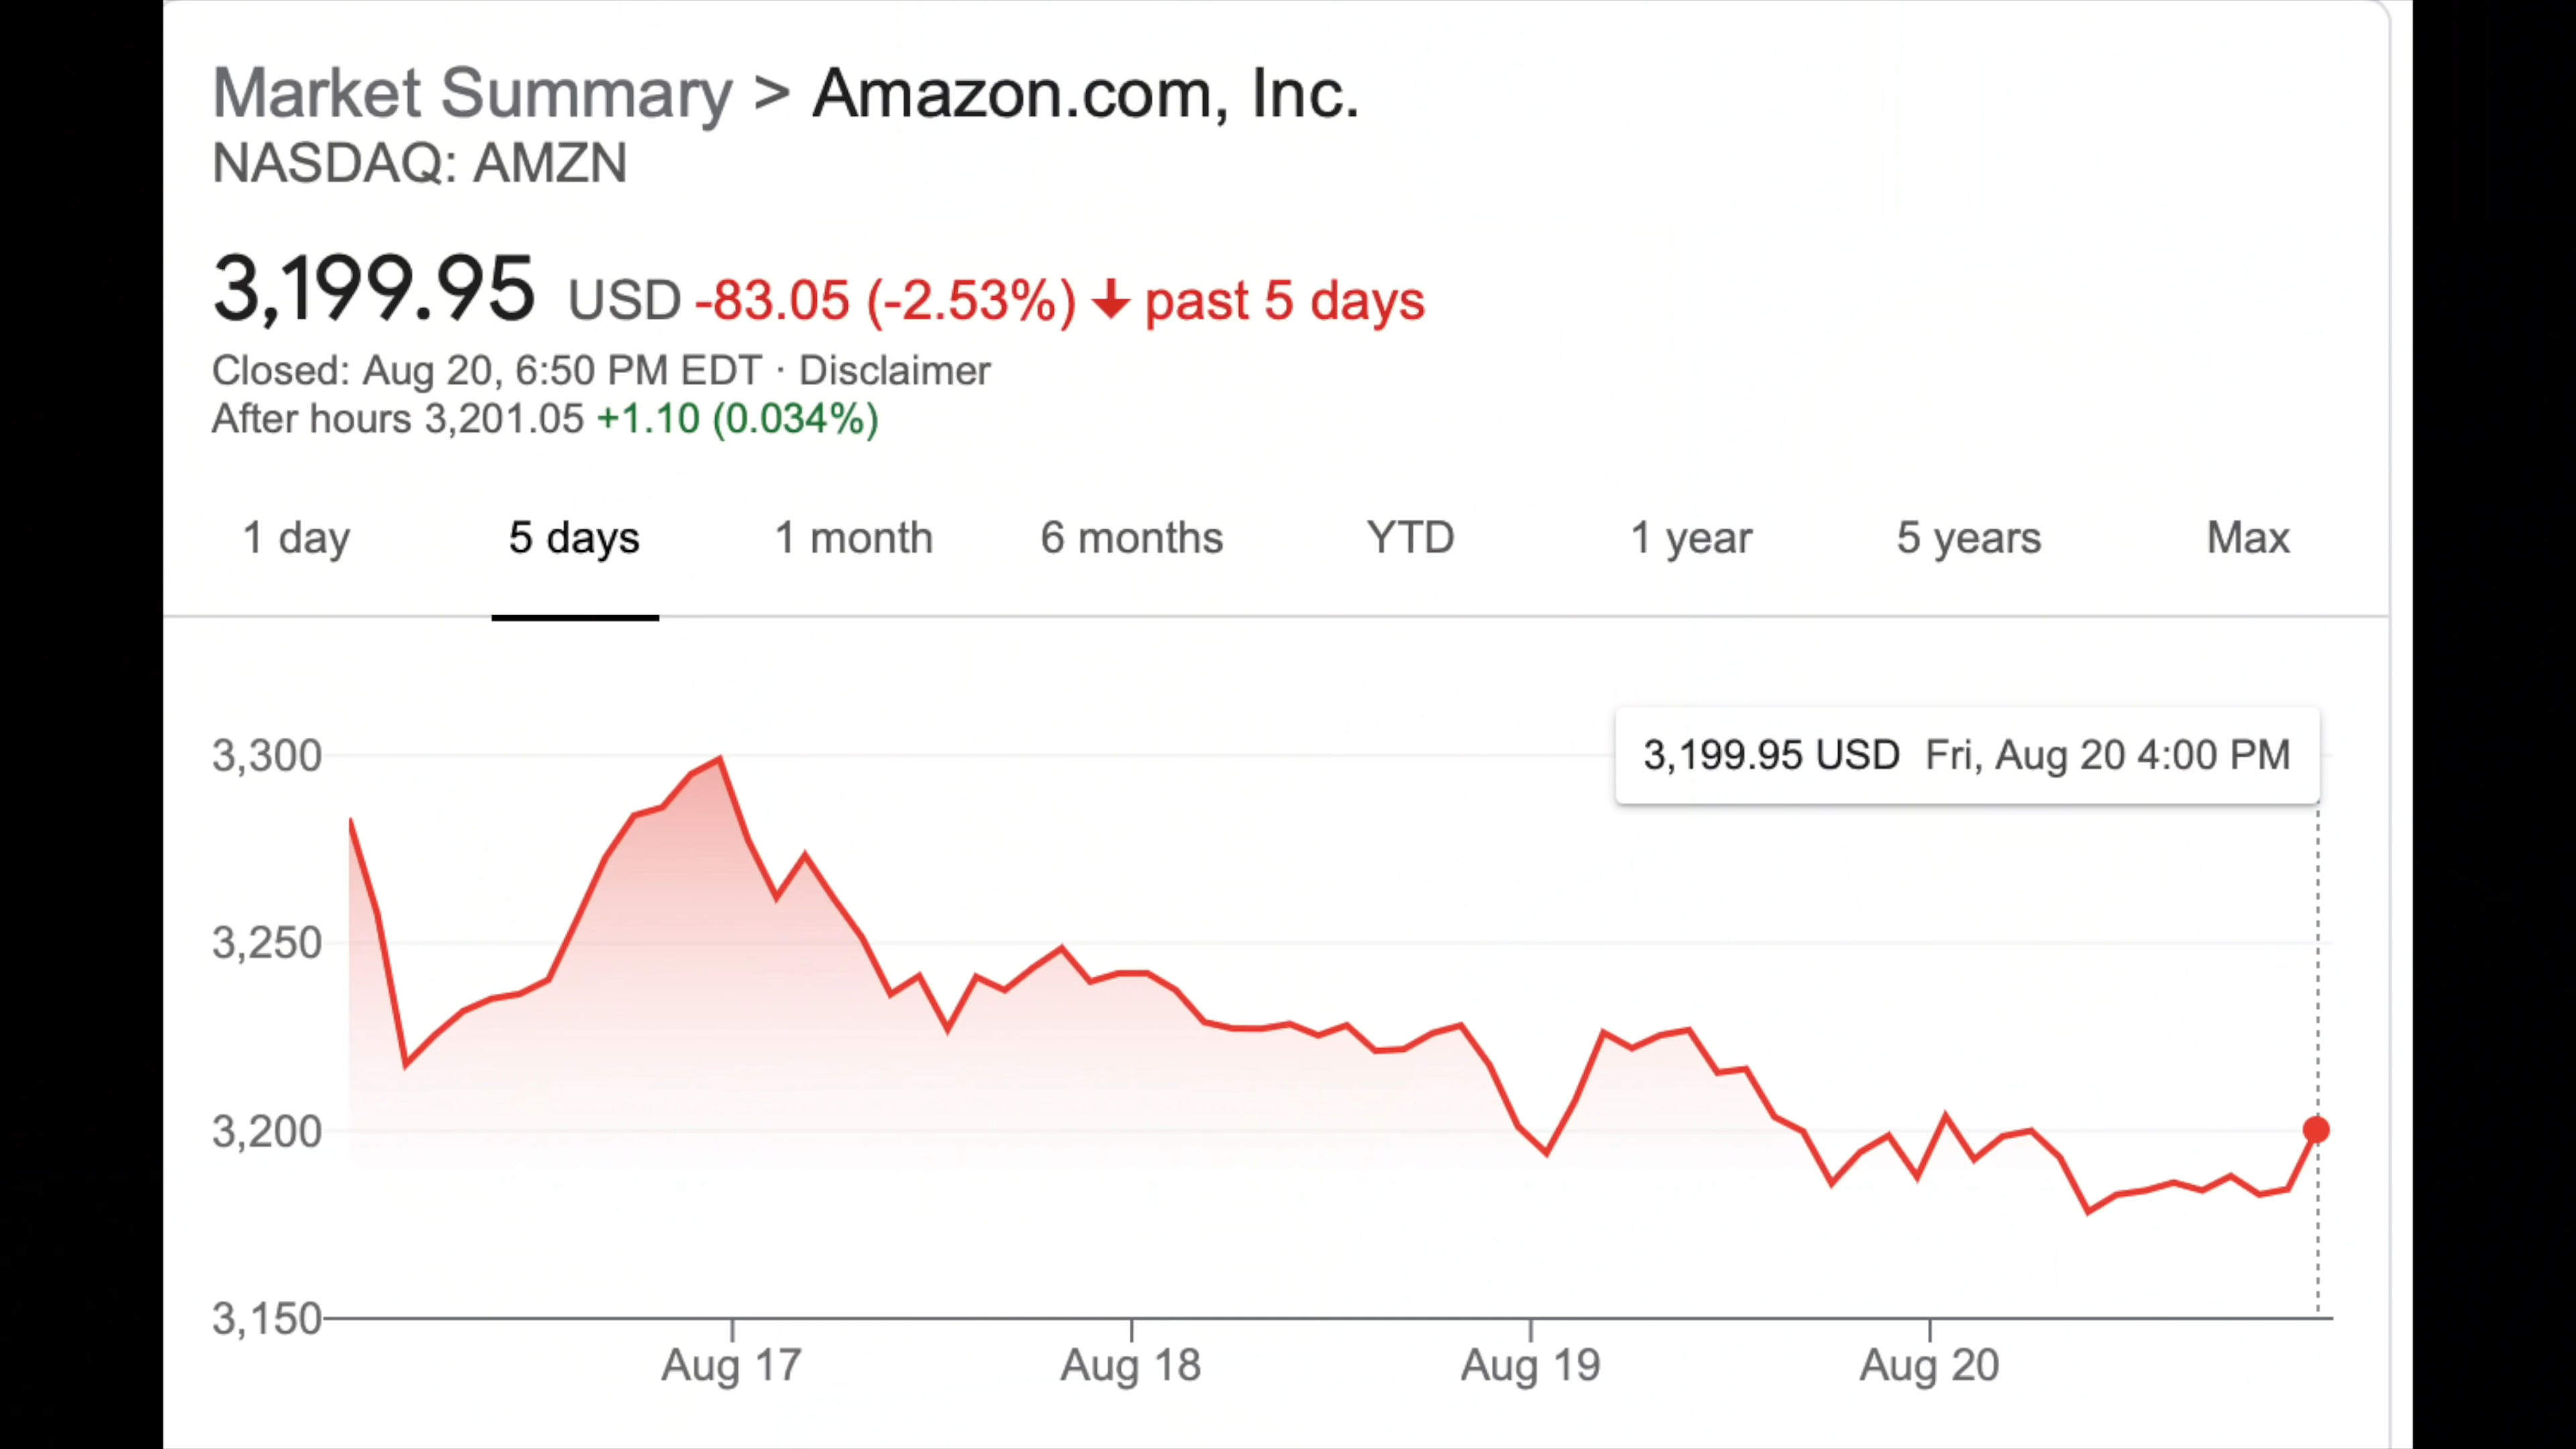 Market Summary > Amazon.com, Inc.
NASDAQ: AMZN
3,199.95 USD -83.05 (-2.53%) ↓ past 5 days
Closed: Aug 20, 6:50 PM EDT · Disclaimer
After hours 3,201.05 +1.10 (0.034%)
1 day 5 days 1 month 6 months YTD 1 year 5 years Max
3,300
3,199.95 USD Fri, Aug 20 4:00 PM
3,250
3,200
3,150
Aug 17 Aug 18 Aug 19 Aug 20